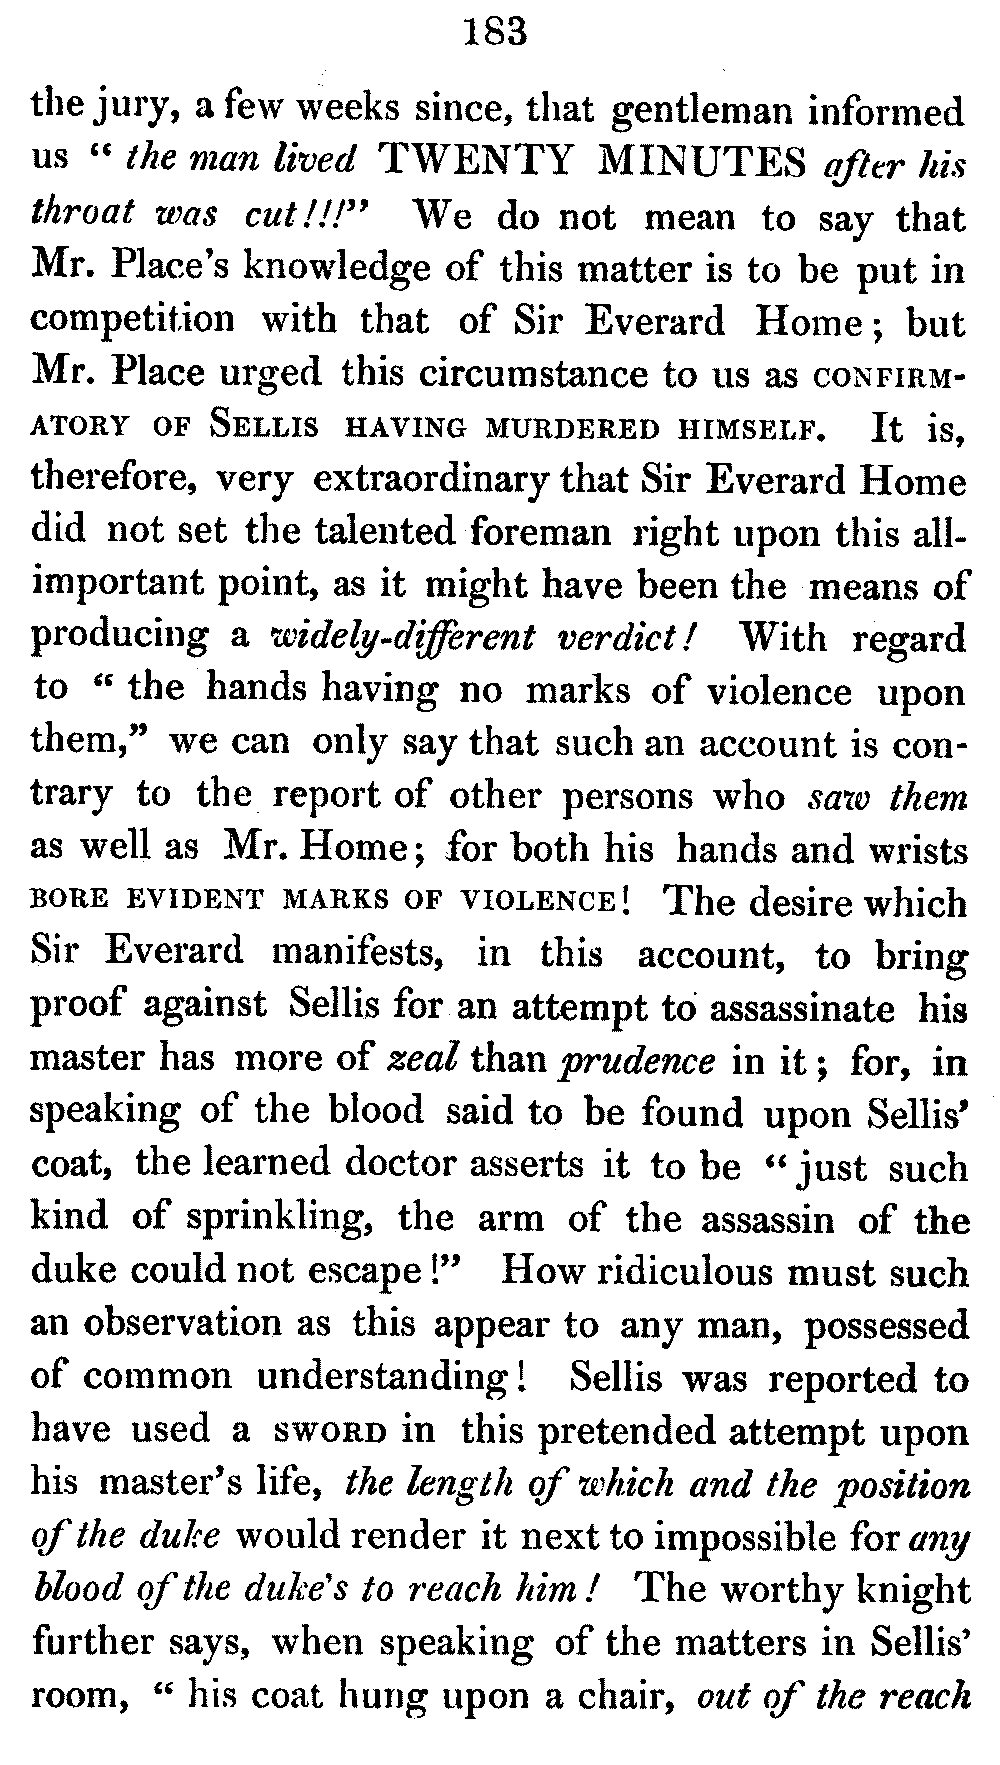 183
the jury, a few weeks since, that gentleman informed
us “ the man lived TWENTY MINUTES after his
throat was cut!!!” We do not mean to say that
Mr. Place’s knowledge of this matter is to be put in
competition with that of Sir Everard Home; but
Mr. Place urged this circumstance to us as CONFIRM-
ATORY OF SELLIS HAVING MURDERED HIMSELF. It is,
therefore, very extraordinary that Sir Everard Home
did not set the talented foreman right upon this all-
important point, as it might have been the means of
producing a widely-different verdict! With regard
to “ the hands having no marks of violence upon
them,” we can only say that such an account is con-
trary to the report of other persons who saw them
as well as Mr. Home; for both his hands and wrists
BORE EVIDENT MARKS OF VIOLENCE! The desire which
Sir Everard manifests, in this account, to bring
proof against Sellis for an attempt to assassinate his
master has more of zeal than prudence in it; for, in
speaking of the blood said to be found upon Sellis’
coat, the learned doctor asserts it to be “ just such
kind of sprinkling, the arm of the assassin of the
duke could not escape!” How ridiculous must such
an observation as this appear to any man, possessed
of common understanding! Sellis was reported to
have used a SWORD in this pretended attempt upon
his master’s life, the length of which and the position
of the duke would render it next to impossible for any
blood of the duke's to reach him! The worthy knight
further says, when speaking of the matters in Sellis’
room, “ his coat hung upon a chair, out of the reach